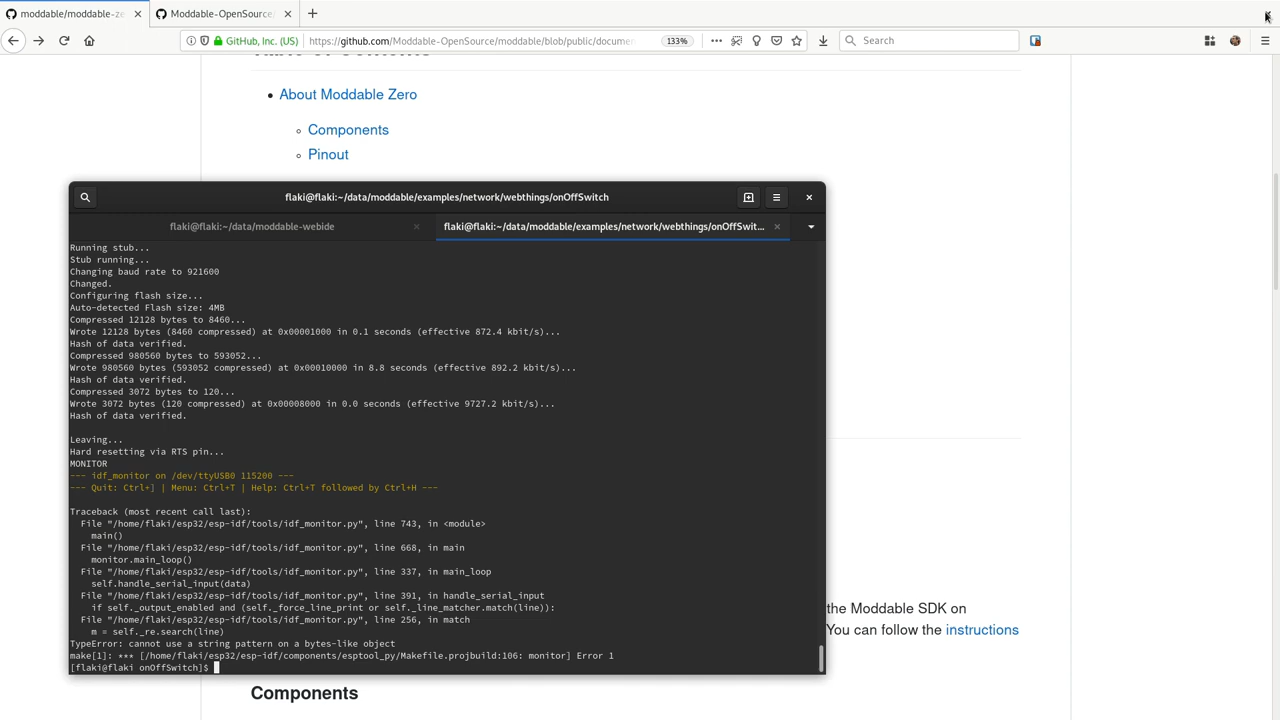 moddable/moddable-ze
Moddable-OpenSource/
GitHub, Inc. (US)
https://github.com/Moddable-OpenSource/moddable/blob/public/documen
133%
Search
About Moddable Zero
Components
Pinout
flaki@flaki:~/data/moddable/examples/network/webthings/onOffSwitch
flaki@flaki:~/data/moddable-webide
flaki@flaki:~/data/moddable/examples/network/webthings/onOffSwit...
Running stub...
Stub running...
Changing baud rate to 921600
Changed.
Configuring flash size...
Auto-detected Flash size: 4MB
Compressed 12128 bytes to 8460...
Wrote 12128 bytes (8460 compressed) at 0x00001000 in 0.1 seconds (effective 872.4 kbit/s)...
Hash of data verified.
Compressed 980560 bytes to 593052...
Wrote 980560 bytes (593052 compressed) at 0x00010000 in 8.8 seconds (effective 892.2 kbit/s)...
Hash of data verified.
Compressed 3072 bytes to 120...
Wrote 3072 bytes (120 compressed) at 0x00008000 in 0.0 seconds (effective 9727.2 kbit/s)...
Hash of data verified.
Leaving...
Hard resetting via RTS pin...
MONITOR
--- idf_monitor on /dev/ttyUSB0 115200 ---
--- Quit: Ctrl+] | Menu: Ctrl+T | Help: Ctrl+T followed by Ctrl+H ---
Traceback (most recent call last):
File "/home/flaki/esp32/esp-idf/tools/idf_monitor.py", line 743, in <module>
main()
File "/home/flaki/esp32/esp-idf/tools/idf_monitor.py", line 668, in main
monitor.main_loop()
File "/home/flaki/esp32/esp-idf/tools/idf_monitor.py", line 337, in main_loop
self.handle_serial_input(data)
File "/home/flaki/esp32/esp-idf/tools/idf_monitor.py", line 391, in handle_serial_input
if self._output_enabled and (self._force_line_print or self._line_matcher.match(line)):
File "/home/flaki/esp32/esp-idf/tools/idf_monitor.py", line 256, in match
m = self._re.search(line)
TypeError: cannot use a string pattern on a bytes-like object
make[1]: *** [/home/flaki/esp32/esp-idf/components/esptool_py/Makefile.projbuild:106: monitor] Error 1
[flaki@flaki onOffSwitch]$
the Moddable SDK on
You can follow the instructions
Components